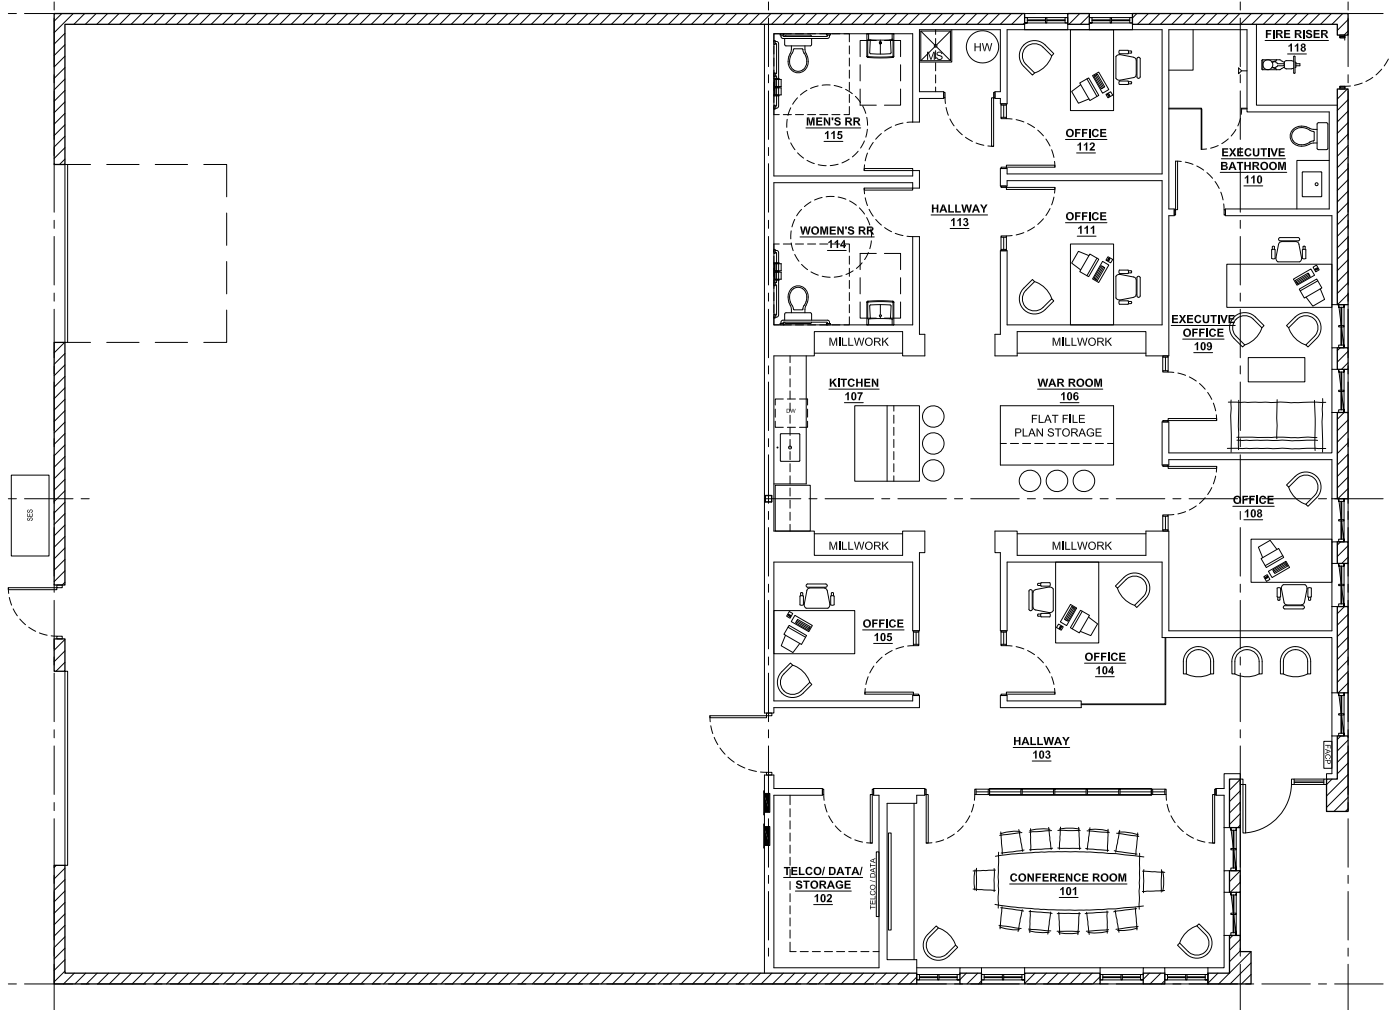 FIRE RISER
118
MS
HW
MEN'S RR
115
OFFICE
112
EXECUTIVE
BATHROOM
110
HALLWAY
113
OFFICE
111
WOMEN'S RR
114
EXECUTIVE
OFFICE
109
MILLWORK
MILLWORK
KITCHEN
107
WAR ROOM
106
DW
FLAT FILE
PLAN STORAGE
OFFICE
108
SES
MILLWORK
MILLWORK
OFFICE
105
OFFICE
104
HALLWAY
103
FACP
TELCO/ DATA/
STORAGE
102
TELCO / DATA
CONFERENCE ROOM
101